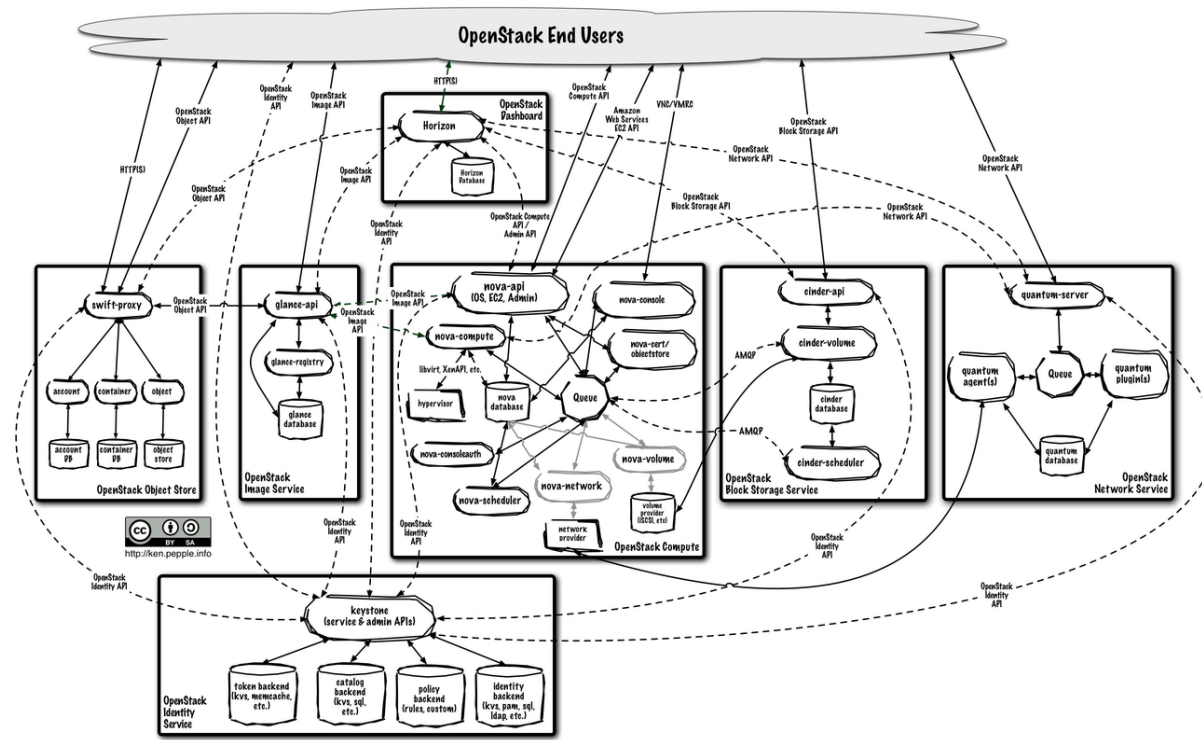 OpenStack End Users
HTTP(S)
OpenStack
Object API
OpenStack
Identity
API
OpenStack
Image API
HTTP(S)
OpenStack
Compute API
Amazon
Web Services
EC2 API
VNC/VMRC
OpenStack
Block Storage API
OpenStack
Network API
OpenStack
Network API
OpenStack
Dashboard
Horizon
Horizon
Database
OpenStack
Object API
OpenStack
Image API
OpenStack
Identity
API
OpenStack Compute
API /
Admin API
OpenStack
Block Storage API
OpenStack
Network API
swift-proxy
OpenStack
Object API
account
container
object
account
DB
container
DB
object
store
OpenStack Object Store
glance-api
glance-registry
glance
database
OpenStack
Image Service
OpenStack
Image API
OpenStack
Image
API
nova-api
(OS, EC2, Admin)
nova-console
nova-compute
nova-cert/
objectstore
libvirt, XenAPI, etc.
hypervisor
nova
database
Queue
nova-consoleauth
nova-volume
nova-scheduler
nova-network
volume
provider
(iSCSI, etc)
network
provider
OpenStack Compute
AMQP
AMQP
cinder-api
cinder-volume
cinder
database
cinder-scheduler
OpenStack
Block Storage Service
quantum-server
quantum
agent(s)
Queue
quantum
plugin(s)
quantum
database
OpenStack
Network Service
cc
BY SA
http://ken.pepple.info
OpenStack
Identity API
OpenStack
Identity
API
OpenStack
Identity
API
OpenStack
Identity
API
OpenStack
Identity
API
keystone
(service & admin APIs)
token backend
(kvs, memcache,
etc.)
catalog
backend
(kvs, sql,
etc.)
policy
backend
(rules, custom)
identity
backend
(kvs, pam, sql,
ldap, etc.)
OpenStack
Identity
Service